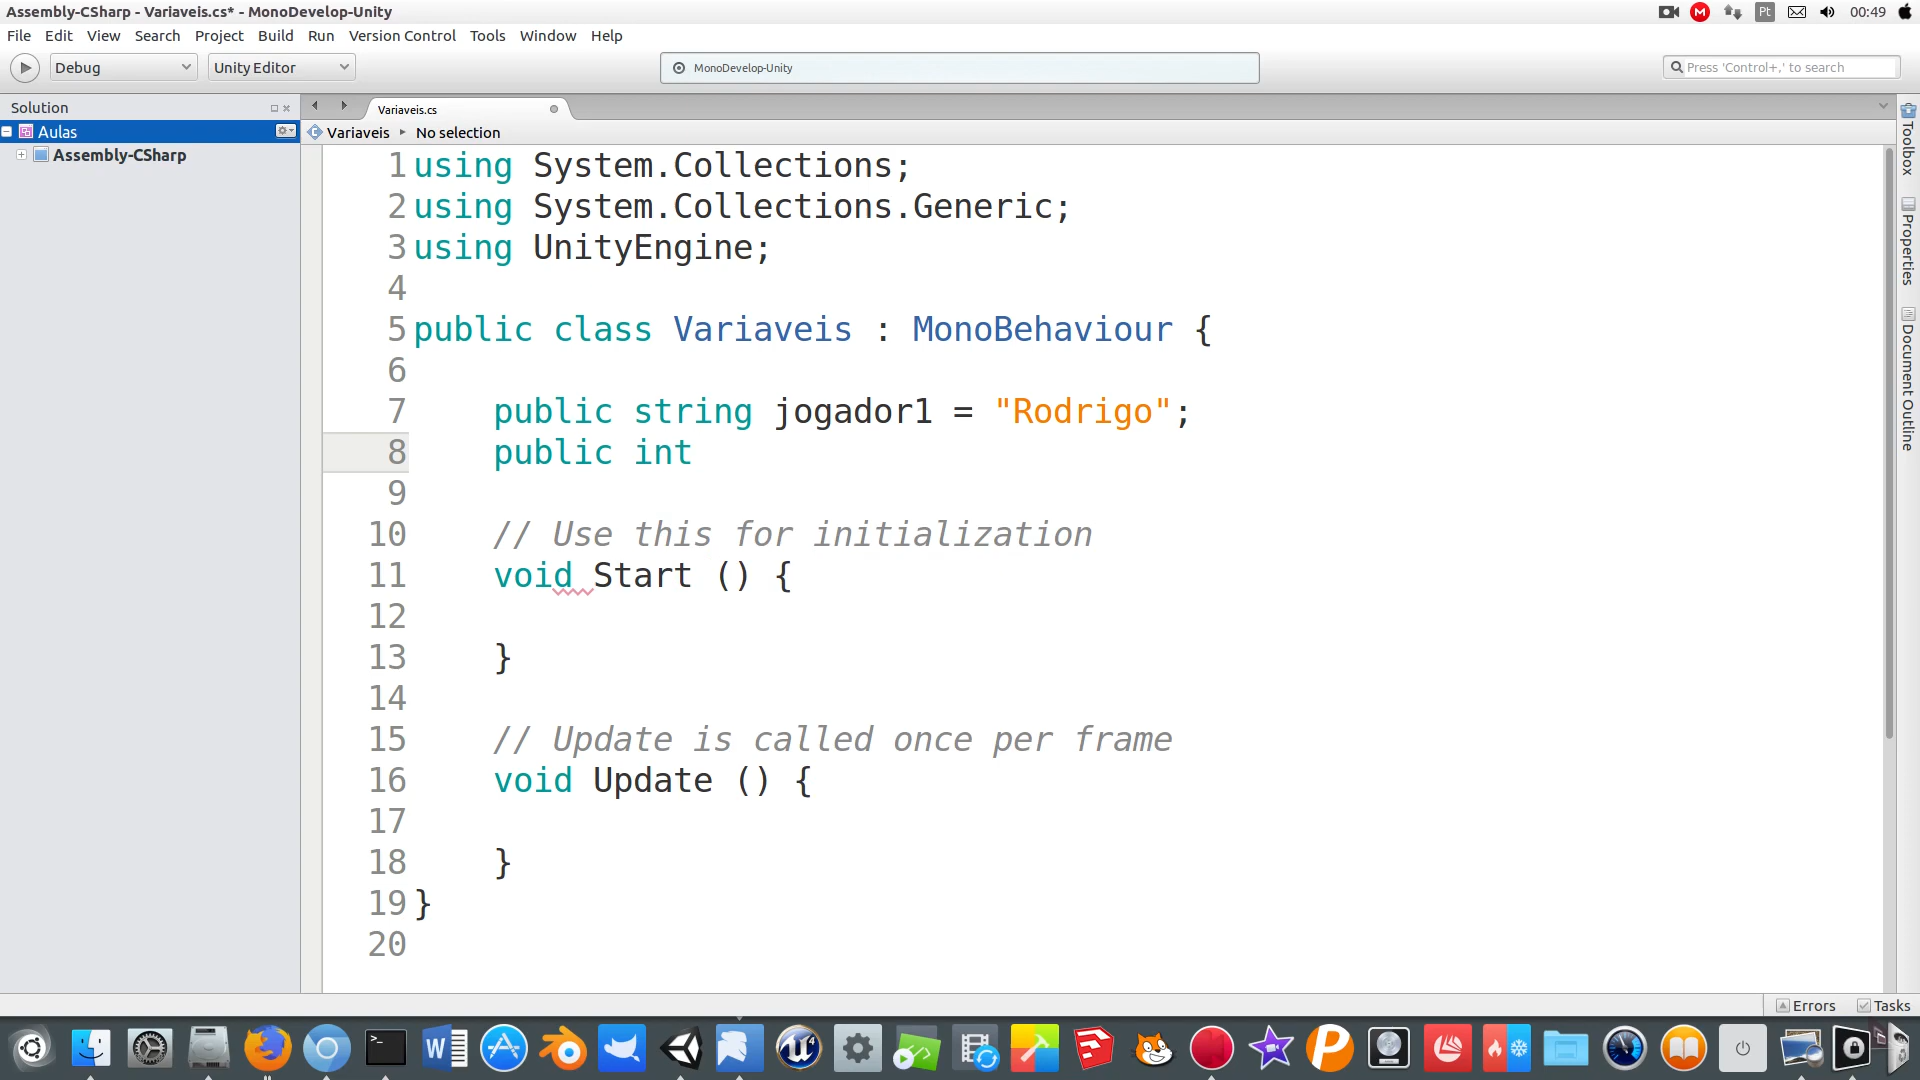 Assembly-CSharp - Variaveis.cs* - MonoDevelop-Unity
Pt
00:49
File Edit View Search Project Build Run Version Control Tools Window Help
Debug
Unity Editor
MonoDevelop-Unity
Press 'Control+,' to search
Solution
Variaveis.cs
Aulas
Variaveis
No selection
Assembly-CSharp
1 using System.Collections;
2 using System.Collections.Generic;
3 using UnityEngine;
4
5 public class Variaveis : MonoBehaviour {
6
7 public string jogador1 = "Rodrigo";
8 public int
9
10 // Use this for initialization
11 void Start () {
12
13 }
14
15 // Update is called once per frame
16 void Update () {
17
18 }
19 }
20
Toolbox
Properties
Document Outline
Errors
Tasks